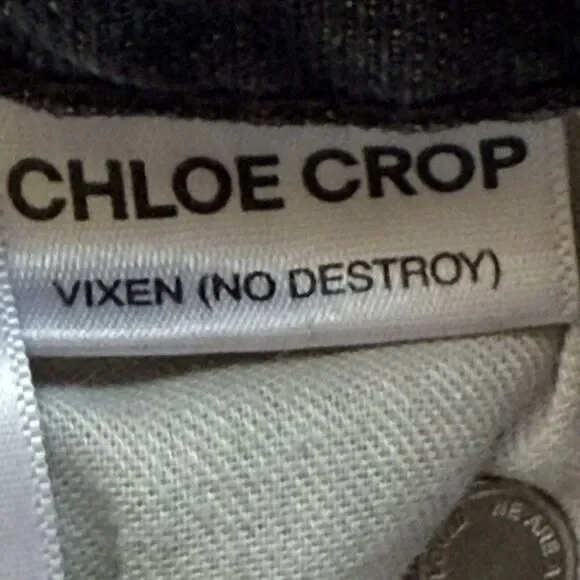 CHLOE CROP
VIXEN (NO DESTROY)